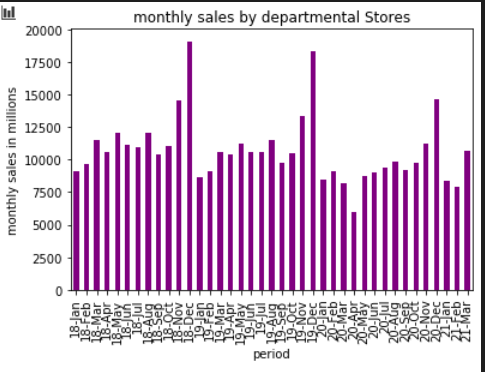 monthly sales by departmental Stores
monthly sales in millions
20000
17500
15000
12500
10000
7500
5000
2500
0
18-Jan
18-Feb
18-Mar
18-Apr
18-May
18-Jun
18-Jul
18-Aug
18-Sep
18-Oct
18-Nov
18-Dec
19-Jan
19-Feb
19-Mar
19-Apr
19-May
19-Jun
19-Jul
19-Aug
19-Sep
19-Oct
19-Nov
19-Dec
20-Jan
20-Feb
20-Mar
20-Apr
20-May
20-Jun
20-Jul
20-Aug
20-Sep
20-Oct
20-Nov
20-Dec
21-Jan
21-Feb
21-Mar
period